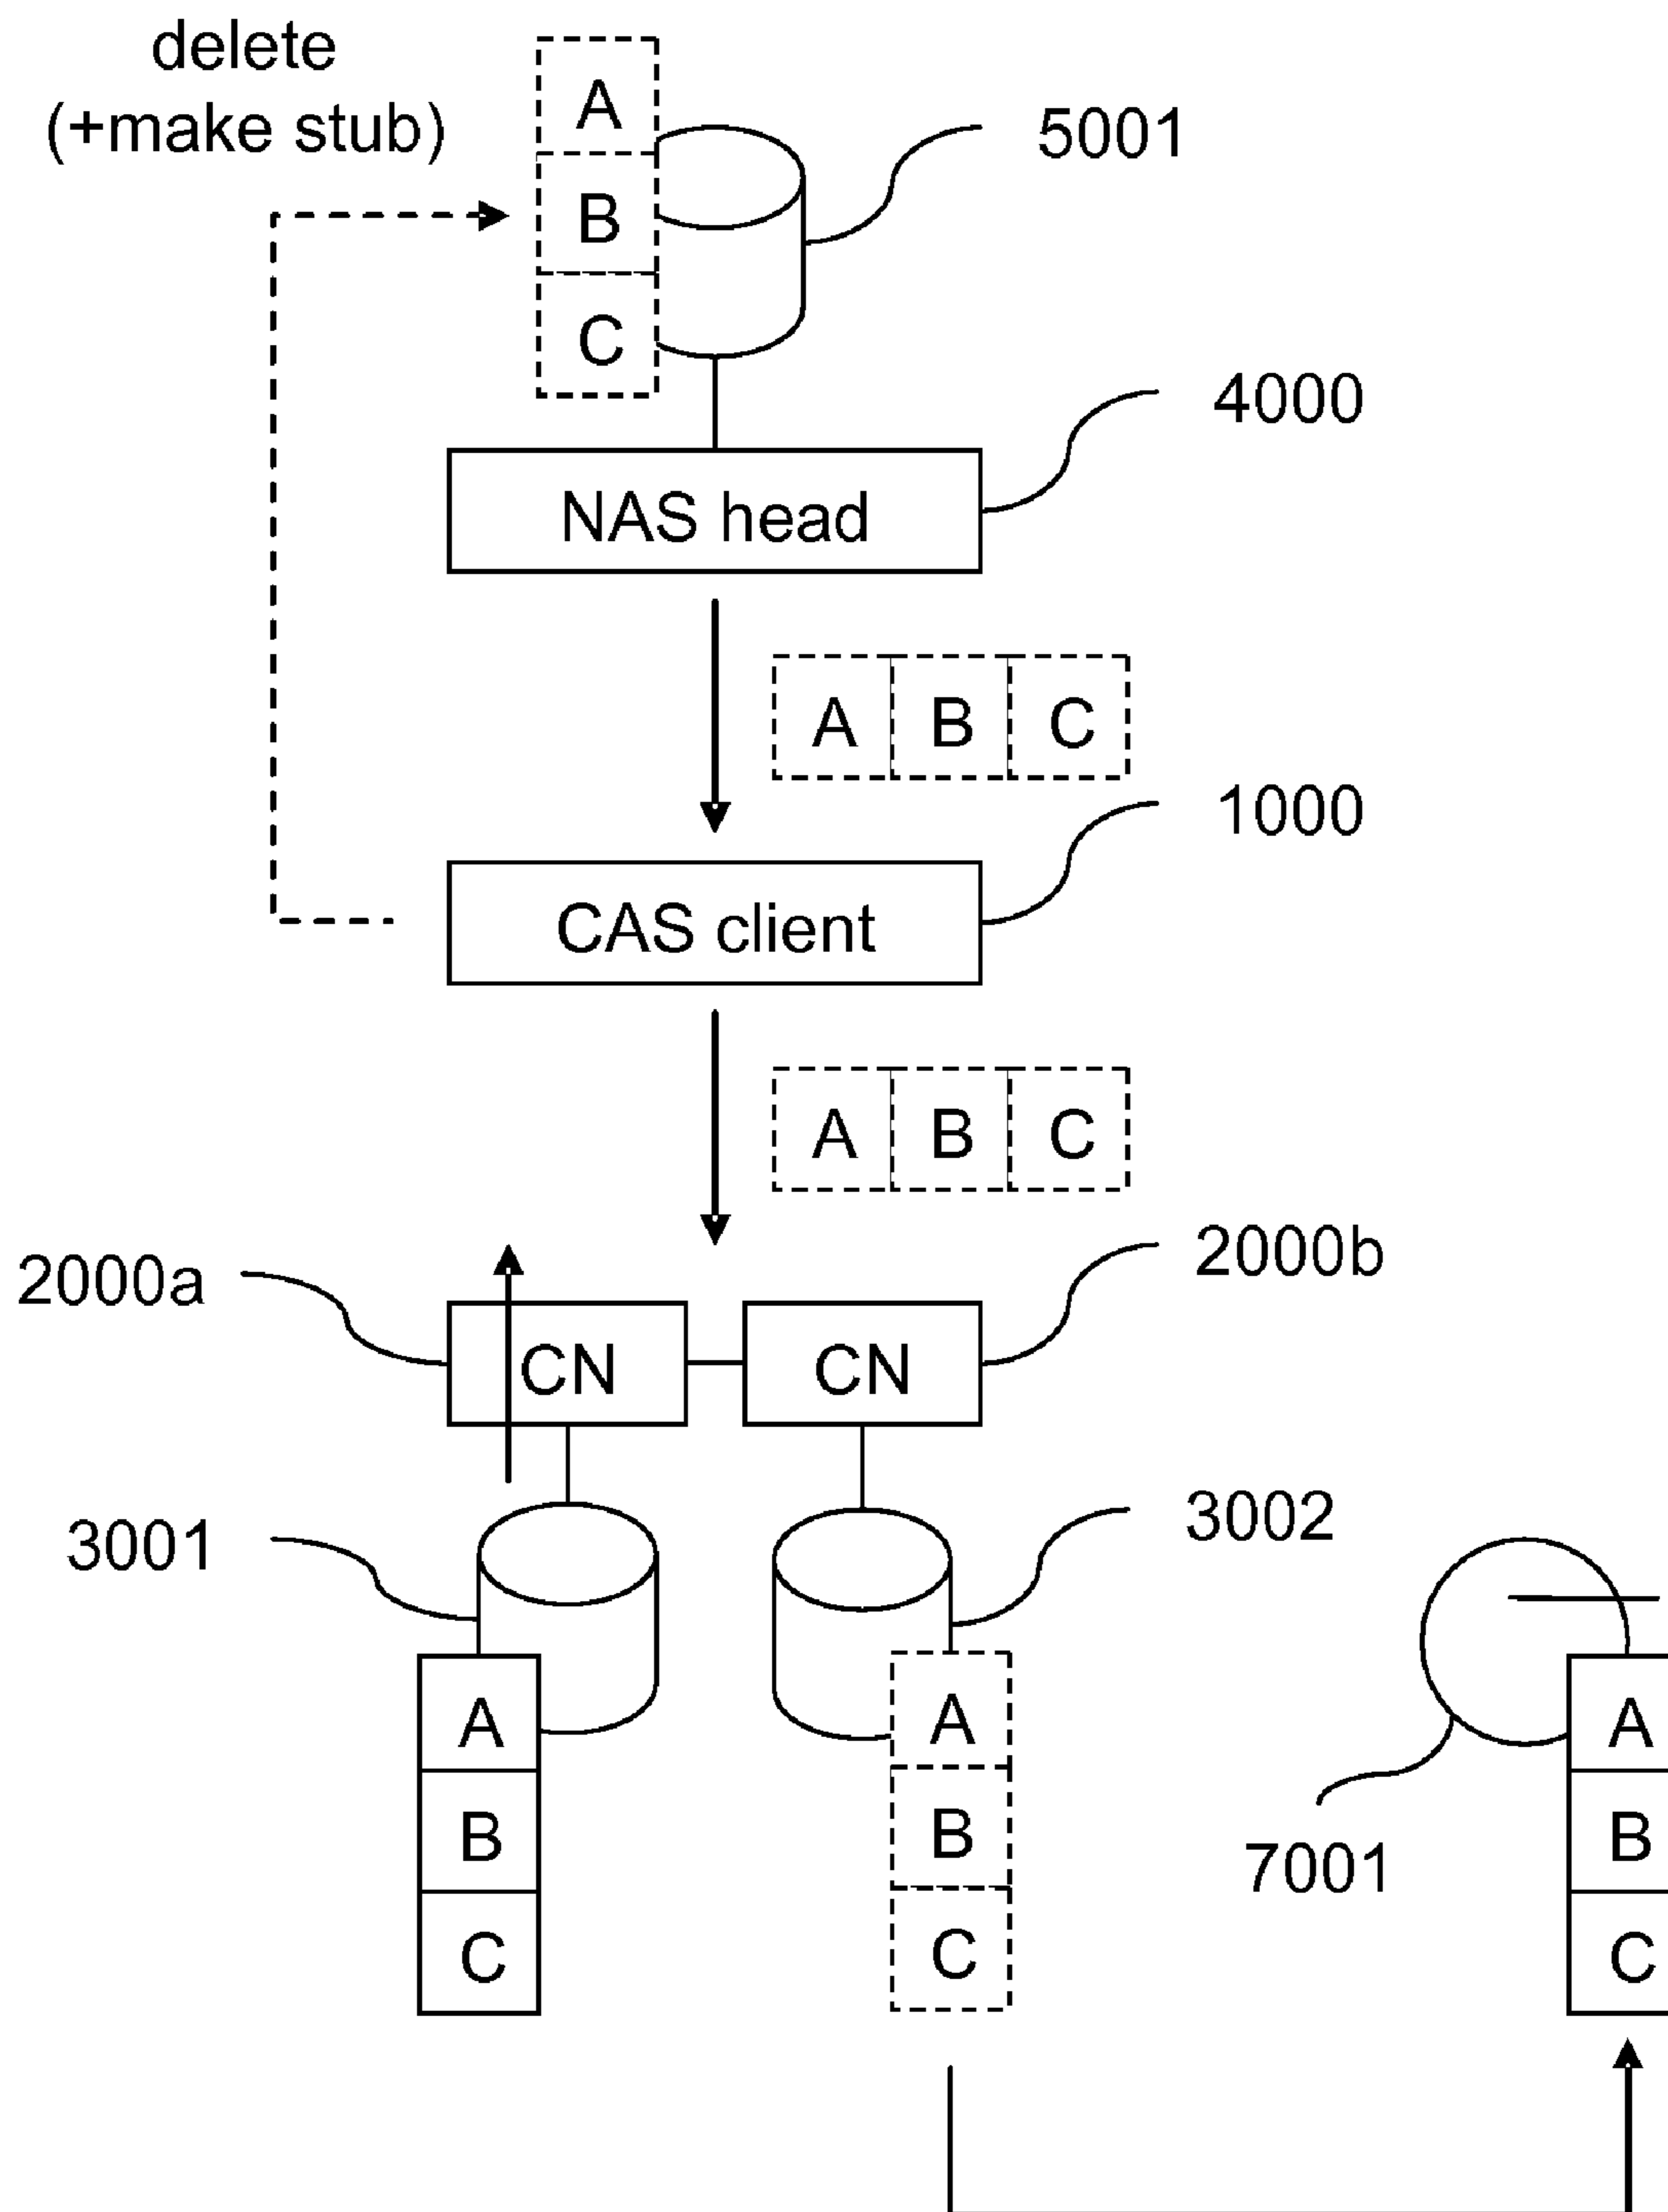 delete
(+make stub)
A
B
C
5001
4000
NAS head
A B C
1000
CAS client
A B C
2000a
2000b
CN CN
3001
3002
A
B
C
A
B
C
7001
A
B
C